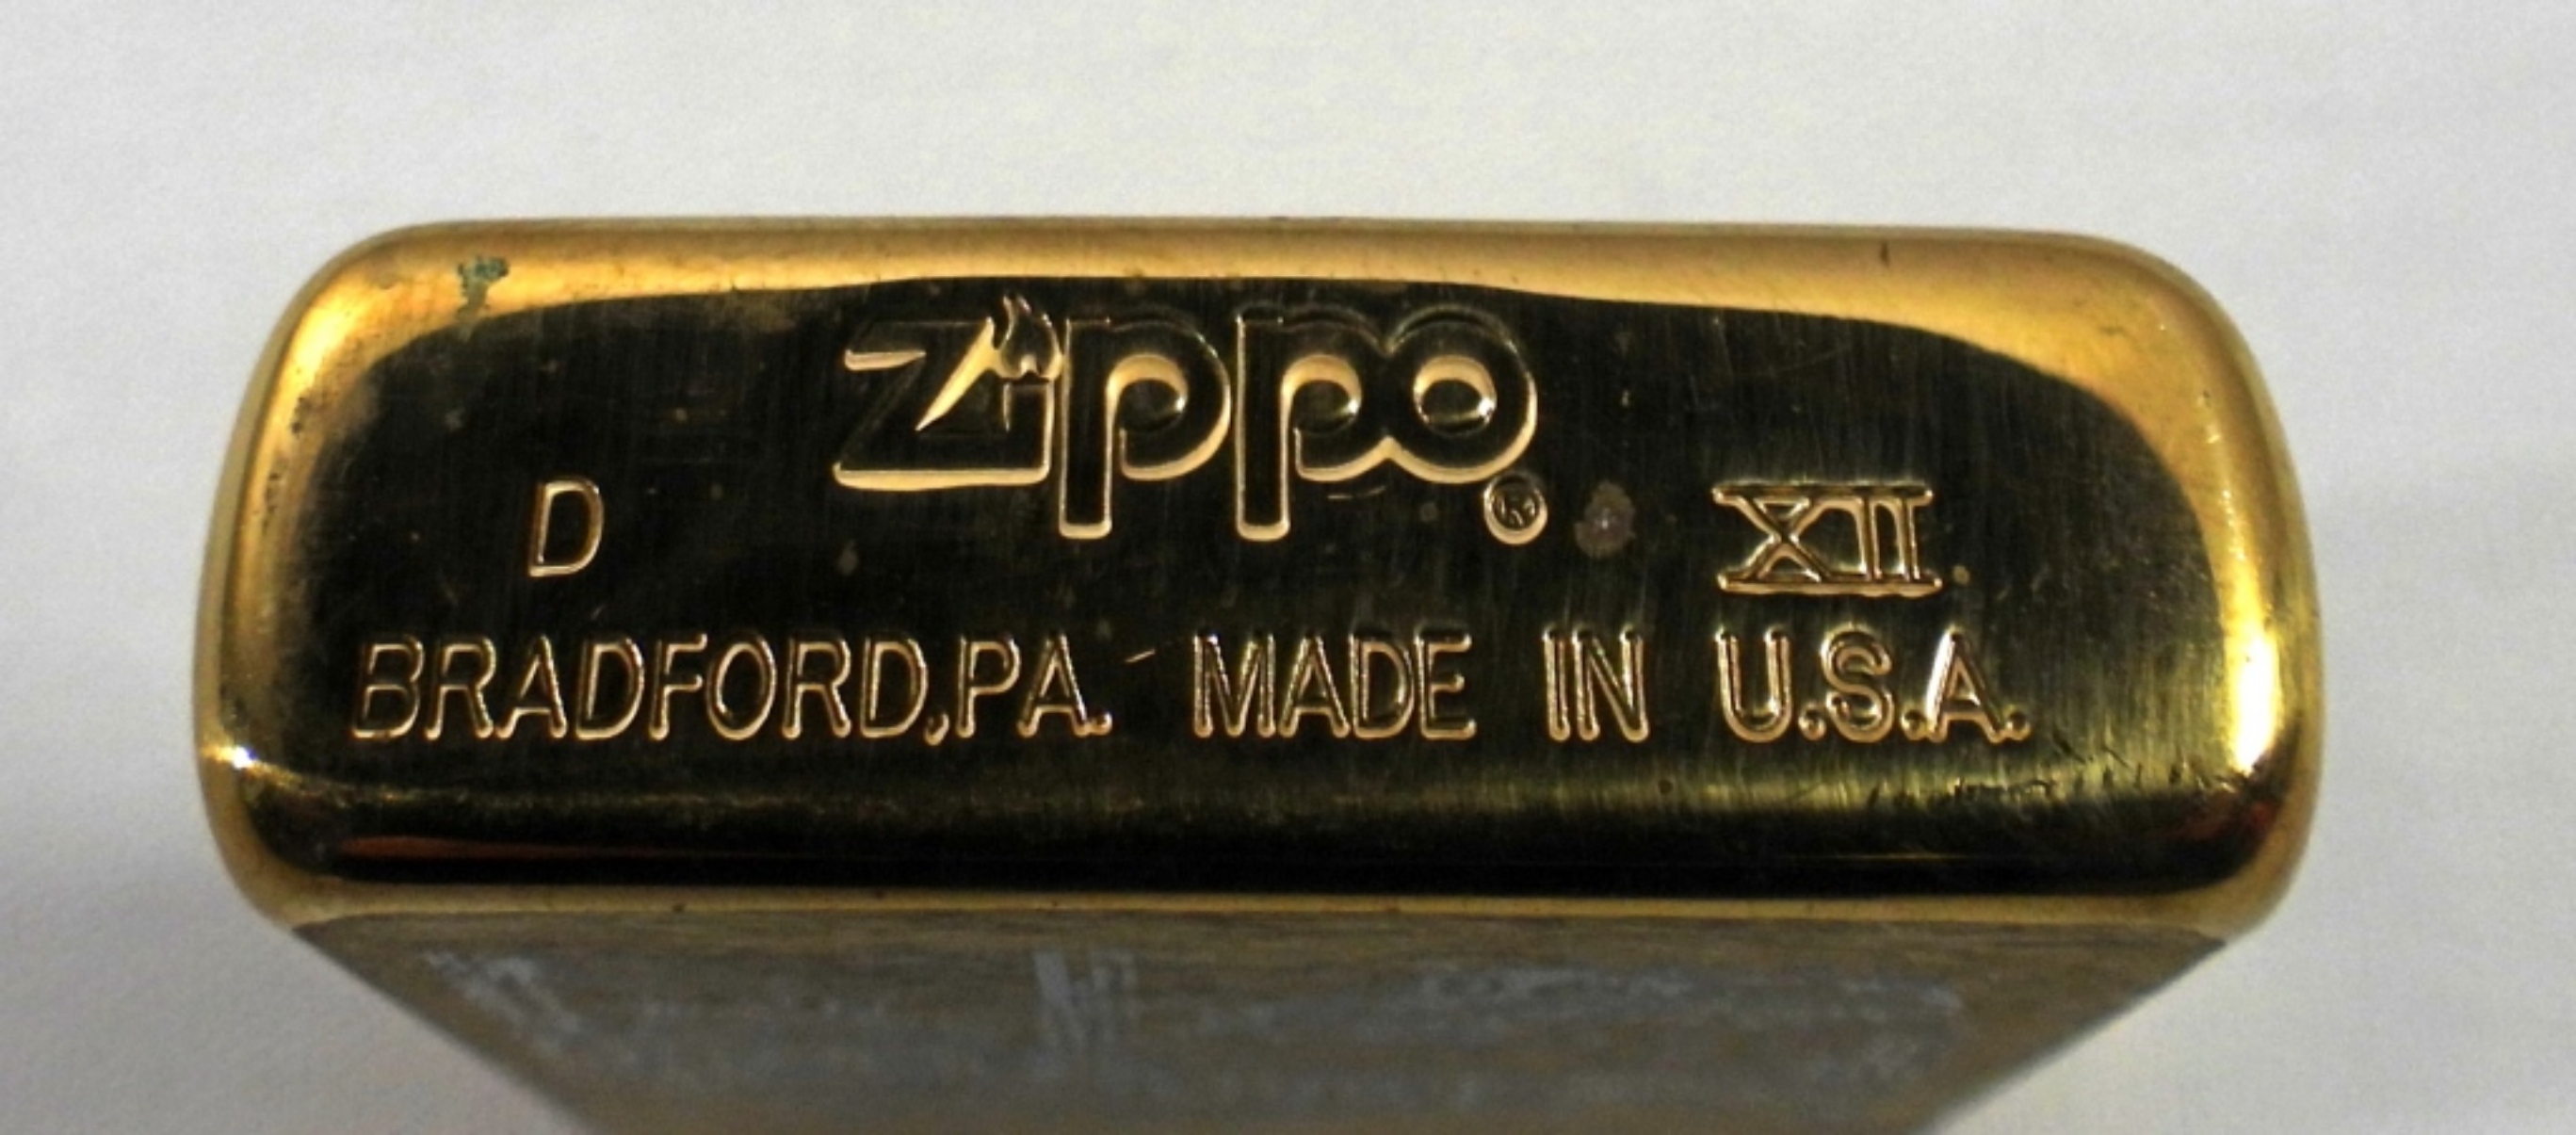 Zippo ®
D XII
BRADFORD,PA. MADE IN U.S.A.